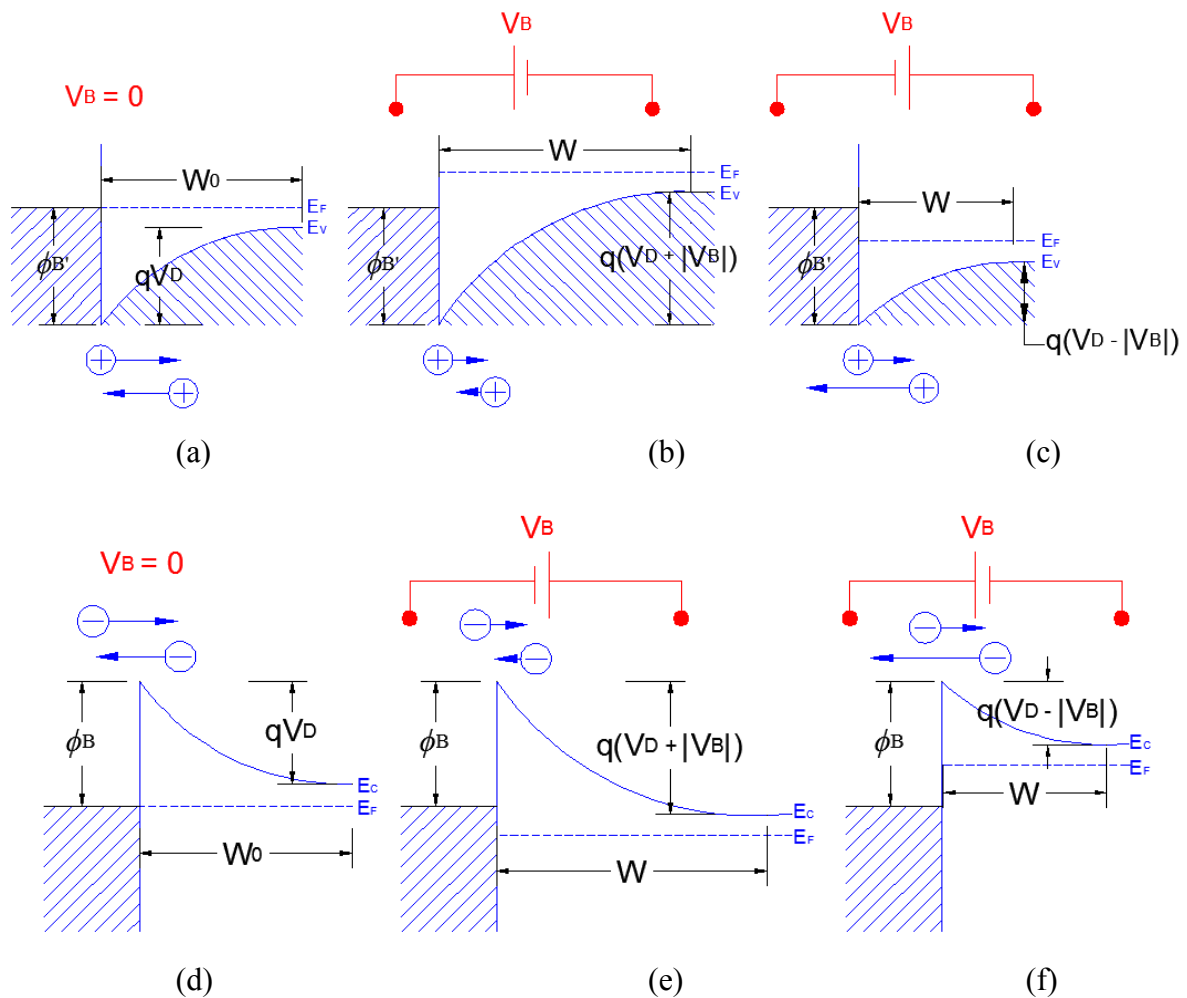 VB
VB
VB = 0
W0
W
W
EF
EV
EF
EV
EF
EV
ϕB'
qVD
ϕB'
q(VD + |VB|)
ϕB'
q(VD - |VB|)
+
+
+
+
+
+
(a)
(b)
(c)
VB
VB
VB = 0
−
−
−
−
−
−
ϕB
qVD
EC
EF
W0
ϕB
q(VD + |VB|)
EC
EF
W
ϕB
q(VD - |VB|)
EC
EF
W
(d)
(e)
(f)